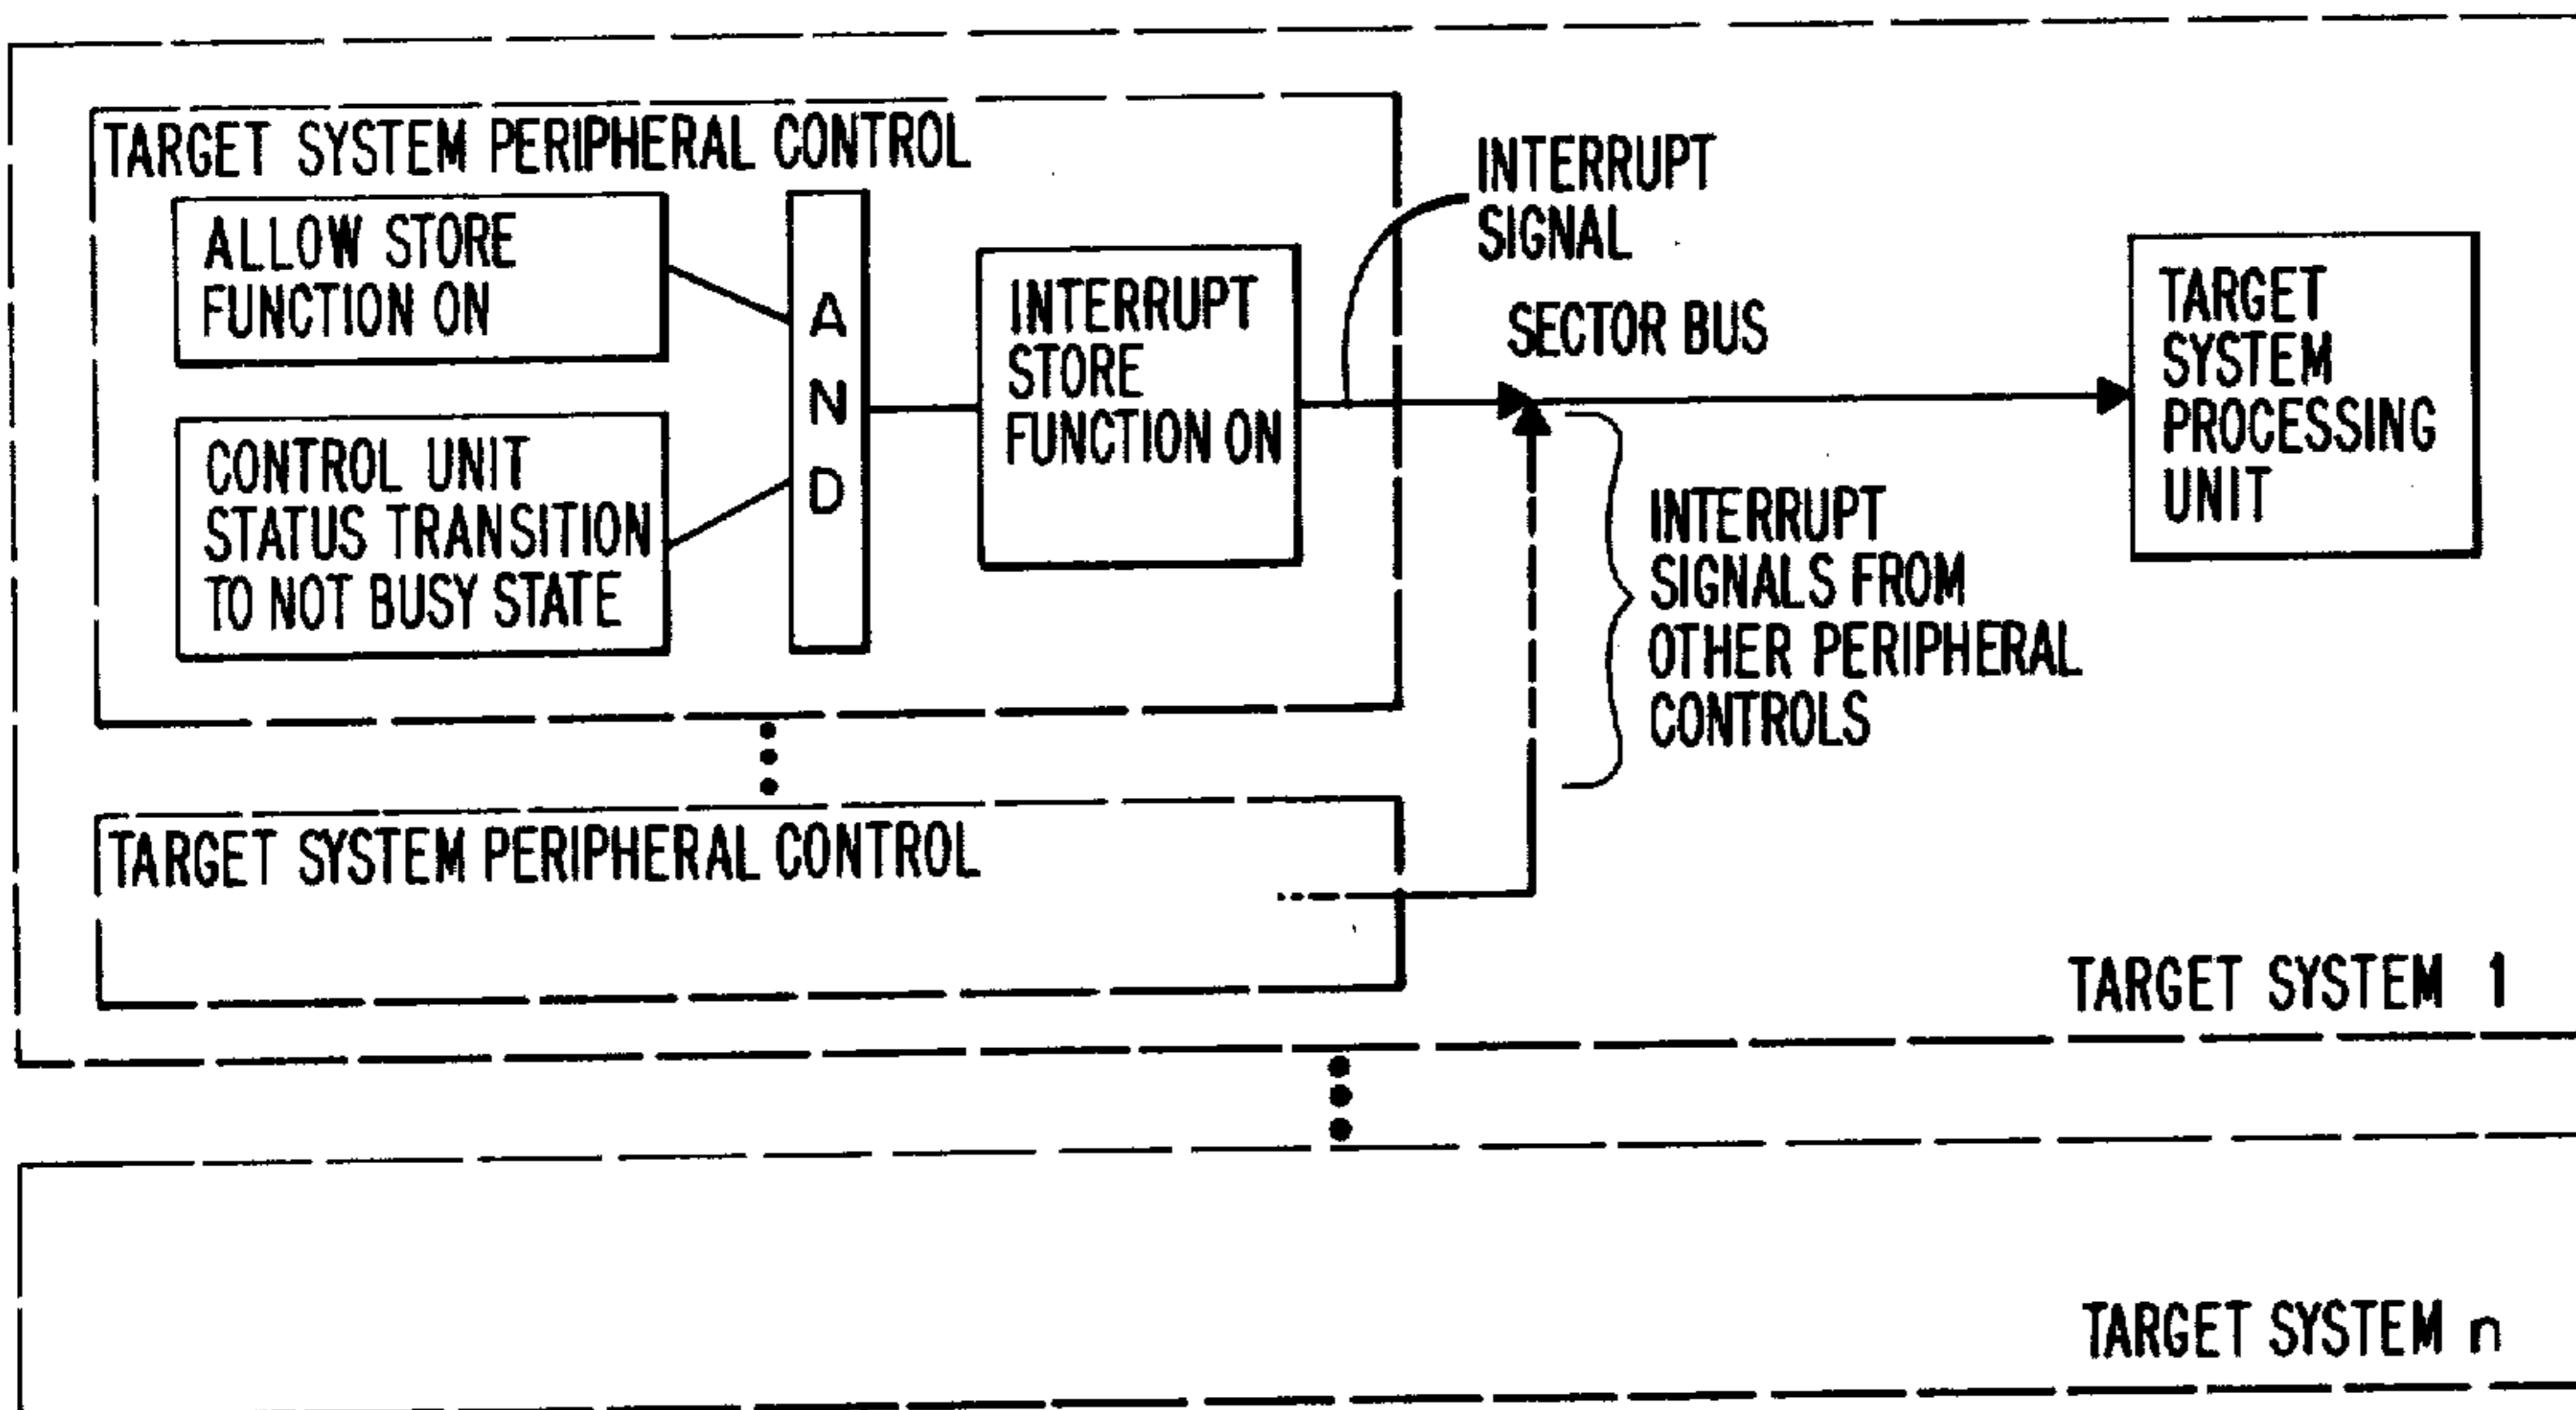 TARGET SYSTEM PERIPHERAL CONTROL
ALLOW STORE
FUNCTION ON
CONTROL UNIT
STATUS TRANSITION
TO NOT BUSY STATE
A
N
D
INTERRUPT
STORE
FUNCTION ON
INTERRUPT
SIGNAL
SECTOR BUS
TARGET
SYSTEM
PROCESSING
UNIT
INTERRUPT
SIGNALS FROM
OTHER PERIPHERAL
CONTROLS
TARGET SYSTEM PERIPHERAL CONTROL
TARGET SYSTEM 1
TARGET SYSTEM n